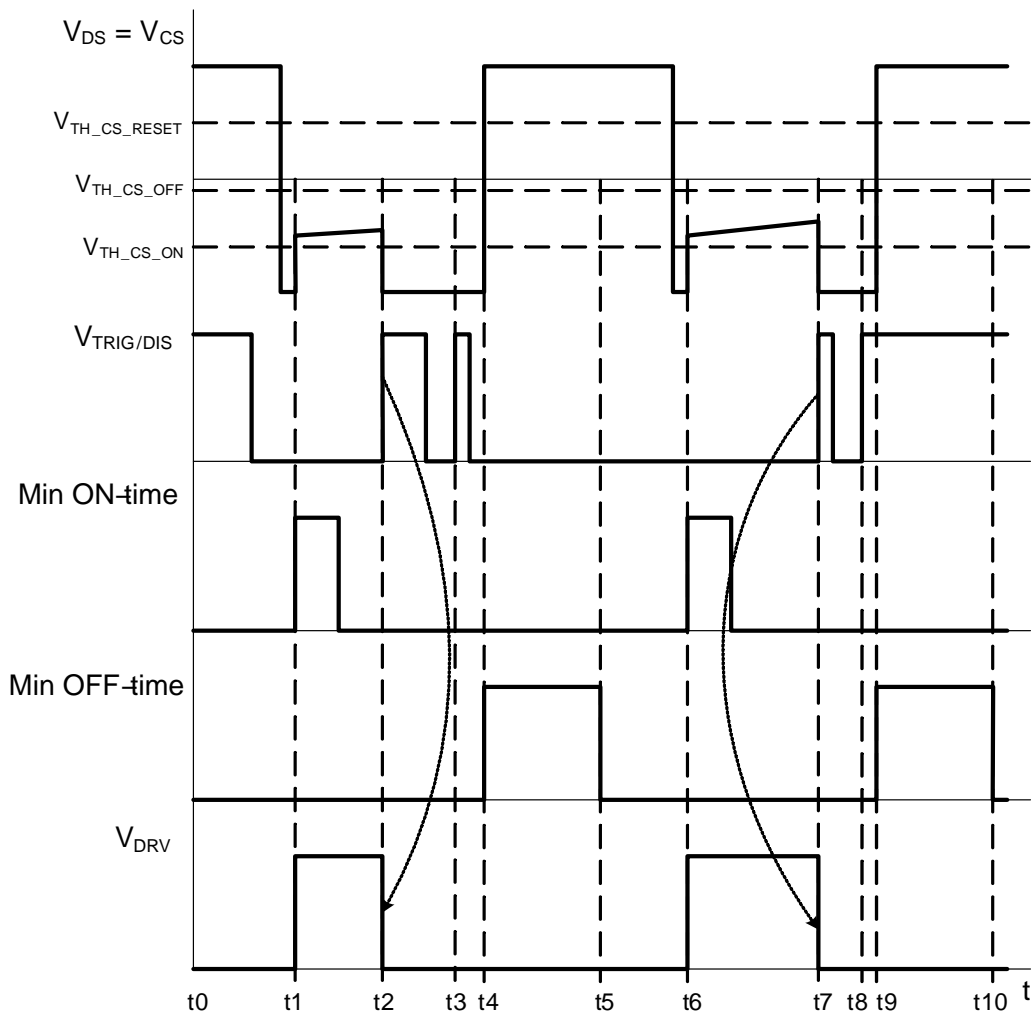 VDS = VCS
VTH_CS_RESET
VTH_CS_OFF
VTH_CS_ON
VTRIG/DIS
Min ON-time
Min OFF-time
VDRV
t0 t1 t2 t3 t4 t5 t6 t7 t8 t9 t10 t